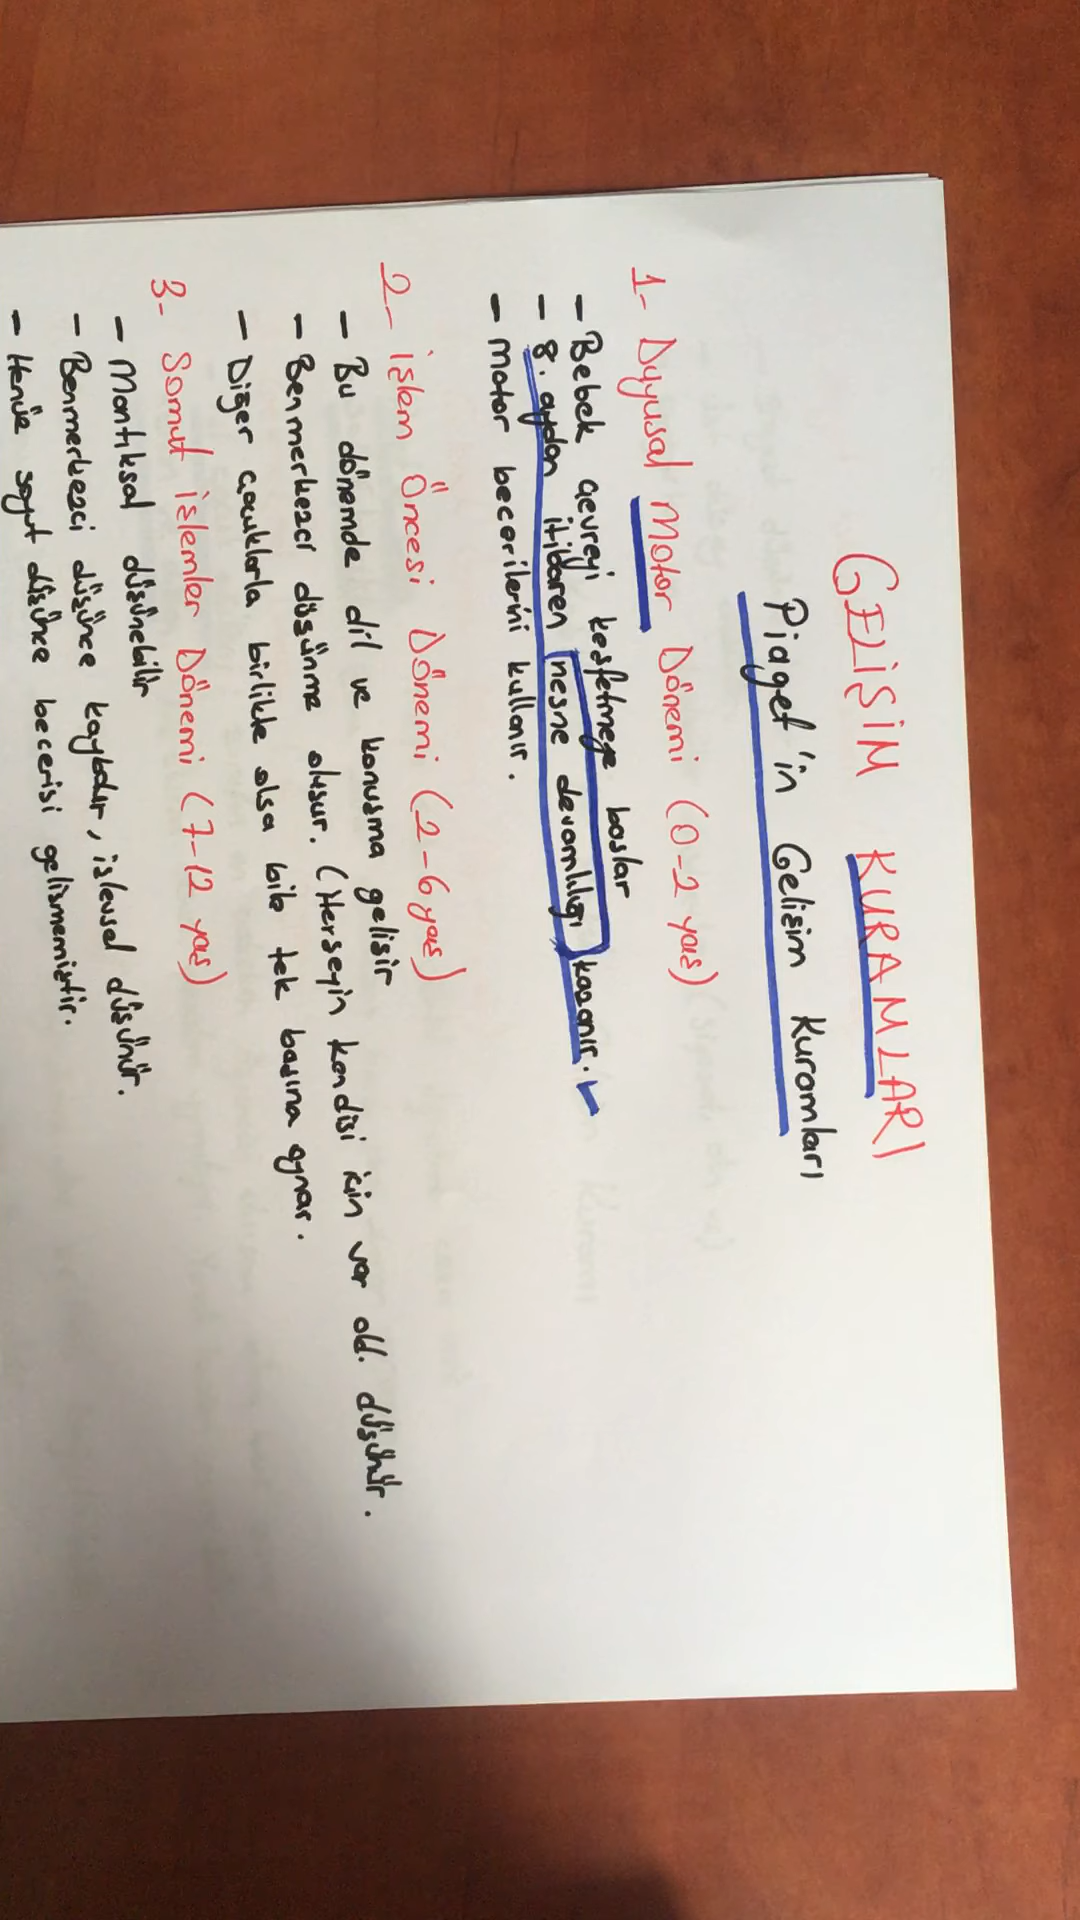 GELİŞİM KURAMLARI
Piaget'in Gelişim Kuramları
1- Duyusal Motor Dönemi (0-2 yaş)
- Bebek çevreyi keşfetmeye başlar
- 8. aydan itibaren nesne devamlılığı kazanır.
- Motor becerilerini kullanır.
2- İşlem Öncesi Dönemi (2-6 yaş)
- Bu dönemde dil ve konuşma gelişir
- Benmerkezci düşünme oluşur. (Herşeyin kendisi için var old. düşünür.
- Diğer çocuklarla birlikte olsa bile tek başına oynar.
3- Somut işlemler Dönemi (7-12 yaş)
- Mantıksal düşünebilir
- Benmerkezci düşünce kaybolur, işlevsel düşünür.
- Henüz soyut düşünce becerisi gelişmemiştir.